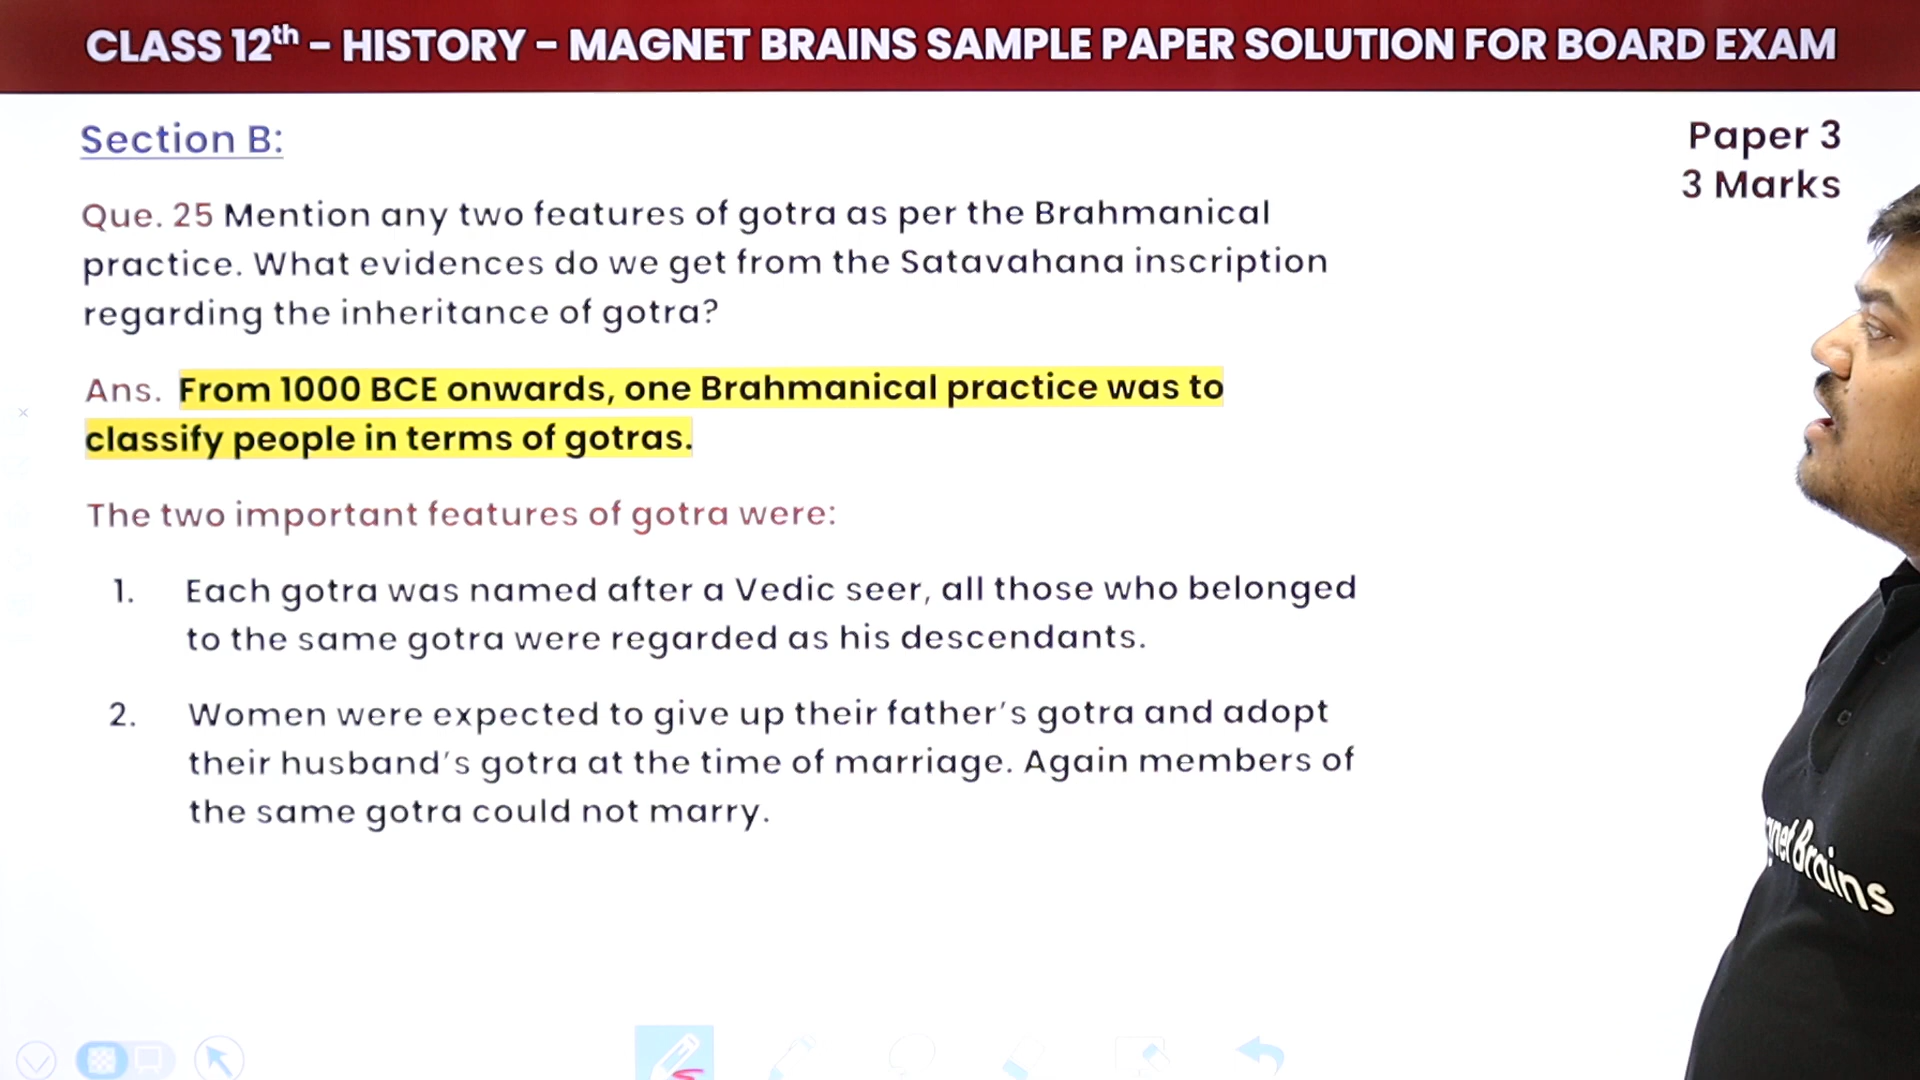 CLASS 12th – HISTORY – MAGNET BRAINS SAMPLE PAPER SOLUTION FOR BOARD EXAM
Section B:
Paper 3
3 Marks
Que. 25 Mention any two features of gotra as per the Brahmanical
practice. What evidences do we get from the Satavahana inscription
regarding the inheritance of gotra?
Ans. From 1000 BCE onwards, one Brahmanical practice was to
classify people in terms of gotras.
The two important features of gotra were:
1. Each gotra was named after a Vedic seer, all those who belonged
to the same gotra were regarded as his descendants.
2. Women were expected to give up their father’s gotra and adopt
their husband’s gotra at the time of marriage. Again members of
the same gotra could not marry.
gnet Brains